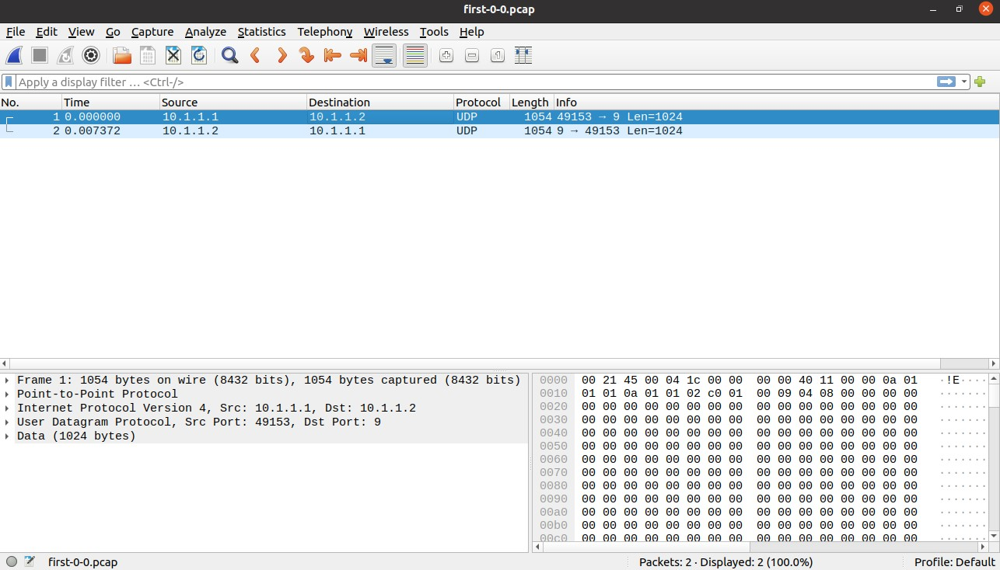 first-0-0.pcap
File Edit View Go Capture Analyze Statistics Telephony Wireless Tools Help
Apply a display filter … <Ctrl-/>
No. Time Source Destination Protocol Length Info
1 0.000000 10.1.1.1 10.1.1.2 UDP 1054 49153 → 9 Len=1024
2 0.007372 10.1.1.2 10.1.1.1 UDP 1054 9 → 49153 Len=1024
Frame 1: 1054 bytes on wire (8432 bits), 1054 bytes captured (8432 bits)
Point-to-Point Protocol
Internet Protocol Version 4, Src: 10.1.1.1, Dst: 10.1.1.2
User Datagram Protocol, Src Port: 49153, Dst Port: 9
Data (1024 bytes)
0000 00 21 45 00 04 1c 00 00 00 00 40 11 00 00 0a 01 ·!E····
0010 01 01 0a 01 01 02 c0 01 00 09 04 08 00 00 00 00 ·······
0020 00 00 00 00 00 00 00 00 00 00 00 00 00 00 00 00 ·······
0030 00 00 00 00 00 00 00 00 00 00 00 00 00 00 00 00 ·······
0040 00 00 00 00 00 00 00 00 00 00 00 00 00 00 00 00 ·······
0050 00 00 00 00 00 00 00 00 00 00 00 00 00 00 00 00 ·······
0060 00 00 00 00 00 00 00 00 00 00 00 00 00 00 00 00 ·······
0070 00 00 00 00 00 00 00 00 00 00 00 00 00 00 00 00 ·······
0080 00 00 00 00 00 00 00 00 00 00 00 00 00 00 00 00 ·······
0090 00 00 00 00 00 00 00 00 00 00 00 00 00 00 00 00 ·······
00a0 00 00 00 00 00 00 00 00 00 00 00 00 00 00 00 00 ·······
00b0 00 00 00 00 00 00 00 00 00 00 00 00 00 00 00 00 ·······
00c0 00 00 00 00 00 00 00 00 00 00 00 00 00 00 00 00 ·······
first-0-0.pcap Packets: 2 · Displayed: 2 (100.0%) Profile: Default